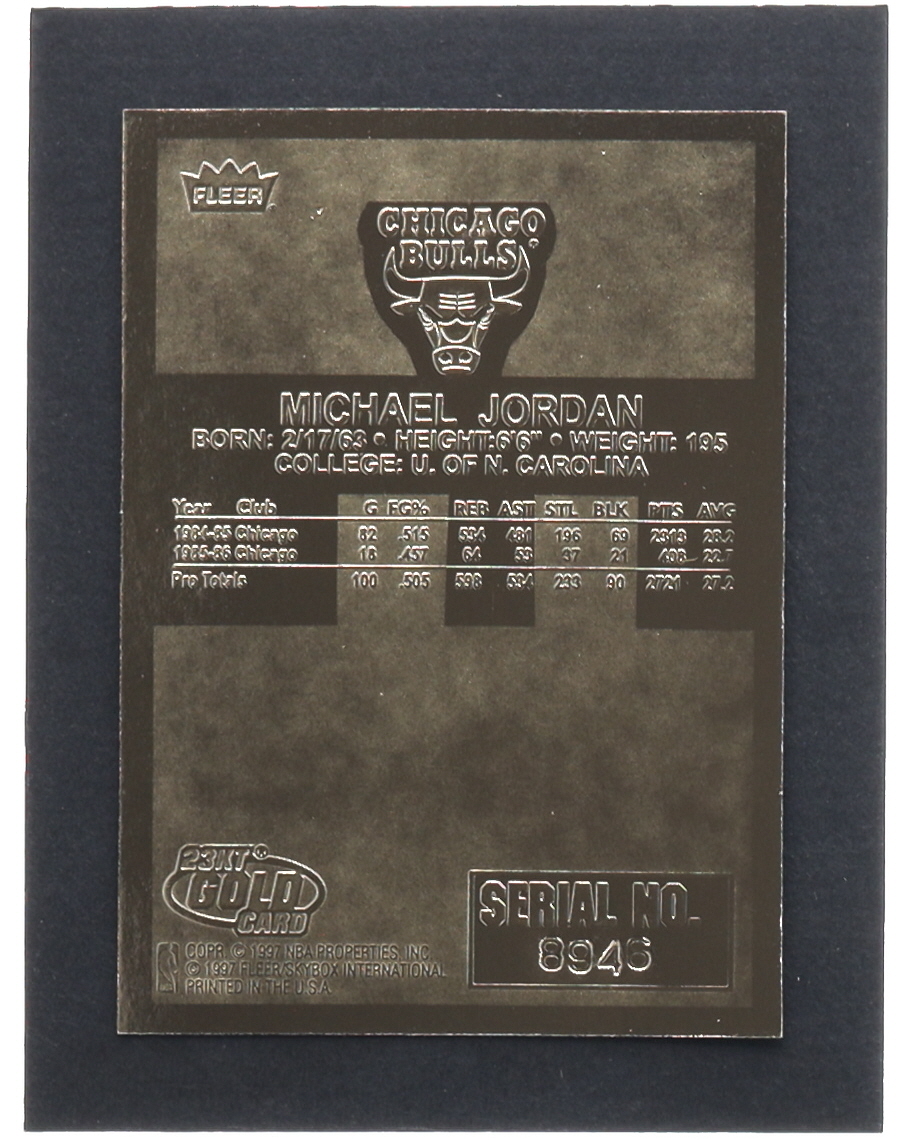 FLEER
CHICAGO
BULLS
MICHAEL JORDAN
BORN: 2/17/63 • HEIGHT:6'6" • WEIGHT: 195
COLLEGE: U. OF N. CAROLINA
Year Club G FG% REB AST STL BLK PTS AVG
1984-85 Chicago 82 .515 534 481 196 69 2313 28.2
1985-86 Chicago 18 .457 64 53 37 21 408 22.7
Pro Totals 100 .505 598 534 233 90 2721 27.2
23KT®
GOLD
CARD
SERIAL NO.
8946
COPR. © 1997 NBA PROPERTIES, INC.
© 1997 FLEER/SKYBOX INTERNATIONAL
PRINTED IN THE U.S.A.